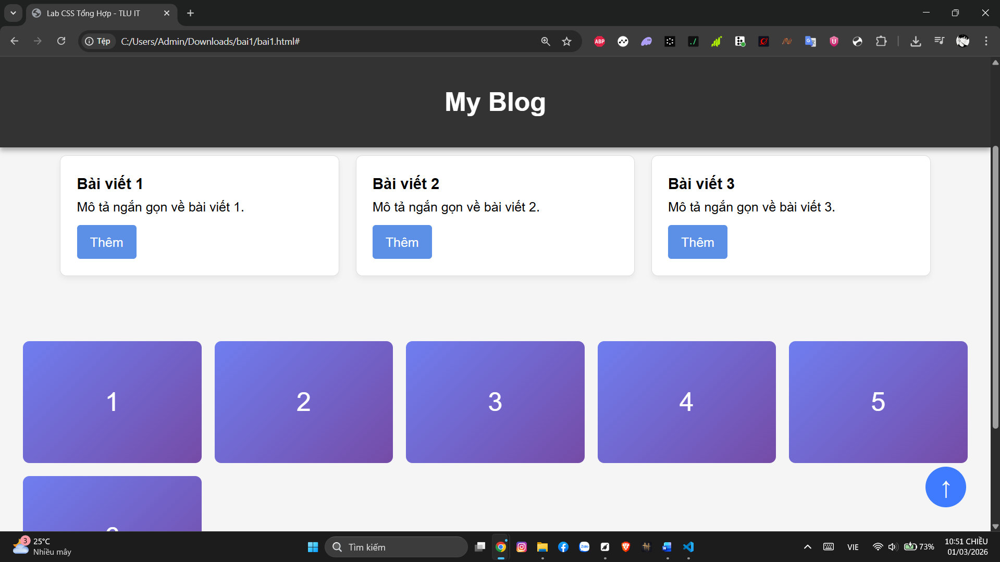 Lab CSS Tổng Hợp - TLU IT
Tệp
C:/Users/Admin/Downloads/bai1/bai1.html#
ABP
My Blog
Bài viết 1
Mô tả ngắn gọn về bài viết 1.
Thêm
Bài viết 2
Mô tả ngắn gọn về bài viết 2.
Thêm
Bài viết 3
Mô tả ngắn gọn về bài viết 3.
Thêm
1
2
3
4
5
↑
3
25°C
Nhiều mây
Tìm kiếm
Zalo
VIE
73%
10:51 CHIỀU
01/03/2026